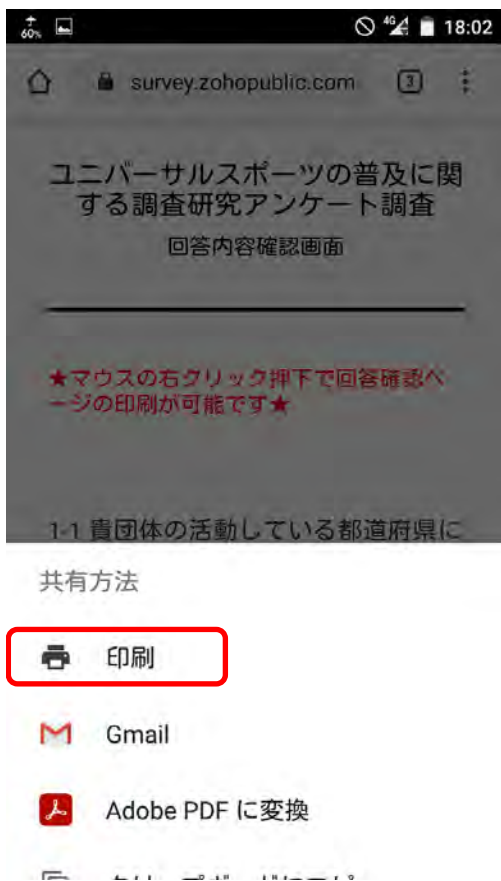 60%
4G
18:02
survey.zohopublic.com
3
ユニバーサルスポーツの普及に関
する調査研究アンケート調査
回答内容確認画面
★マウスの右クリック押下で回答確認ペ
ージの印刷が可能です★
1-1 貴団体の活動している都道府県に
共有方法
印刷
Gmail
Adobe PDF に変換